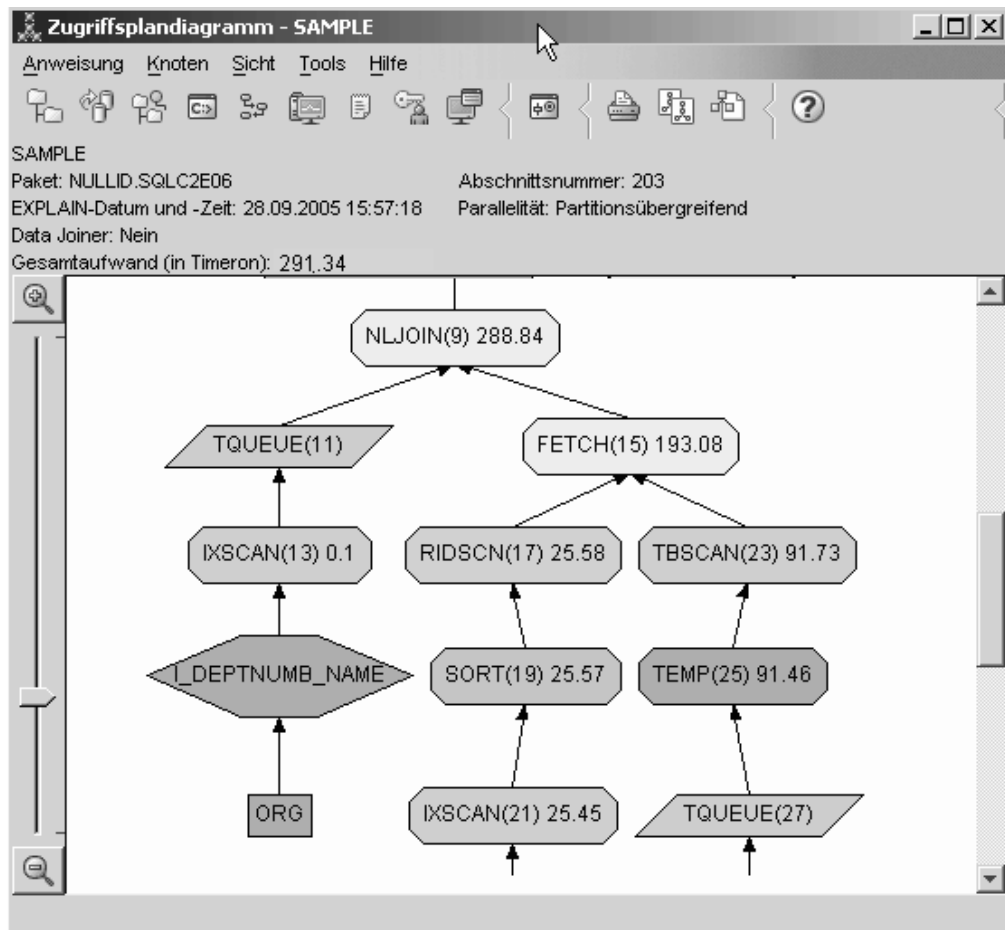 Zugriffsplandiagramm - SAMPLE
Anweisung Knoten Sicht Tools Hilfe
C:>
SAMPLE
Paket: NULLID.SQLC2E06 Abschnittsnummer: 203
EXPLAIN-Datum und -Zeit: 28.09.2005 15:57:18 Parallelität: Partitionsübergreifend
Data Joiner: Nein
Gesamtaufwand (in Timeron): 291,.34
NLJOIN(9) 288.84
TQUEUE(11) FETCH(15) 193.08
IXSCAN(13) 0.1 RIDSCN(17) 25.58 TBSCAN(23) 91.73
I_DEPTNUMB_NAME SORT(19) 25.57 TEMP(25) 91.46
ORG IXSCAN(21) 25.45 TQUEUE(27)